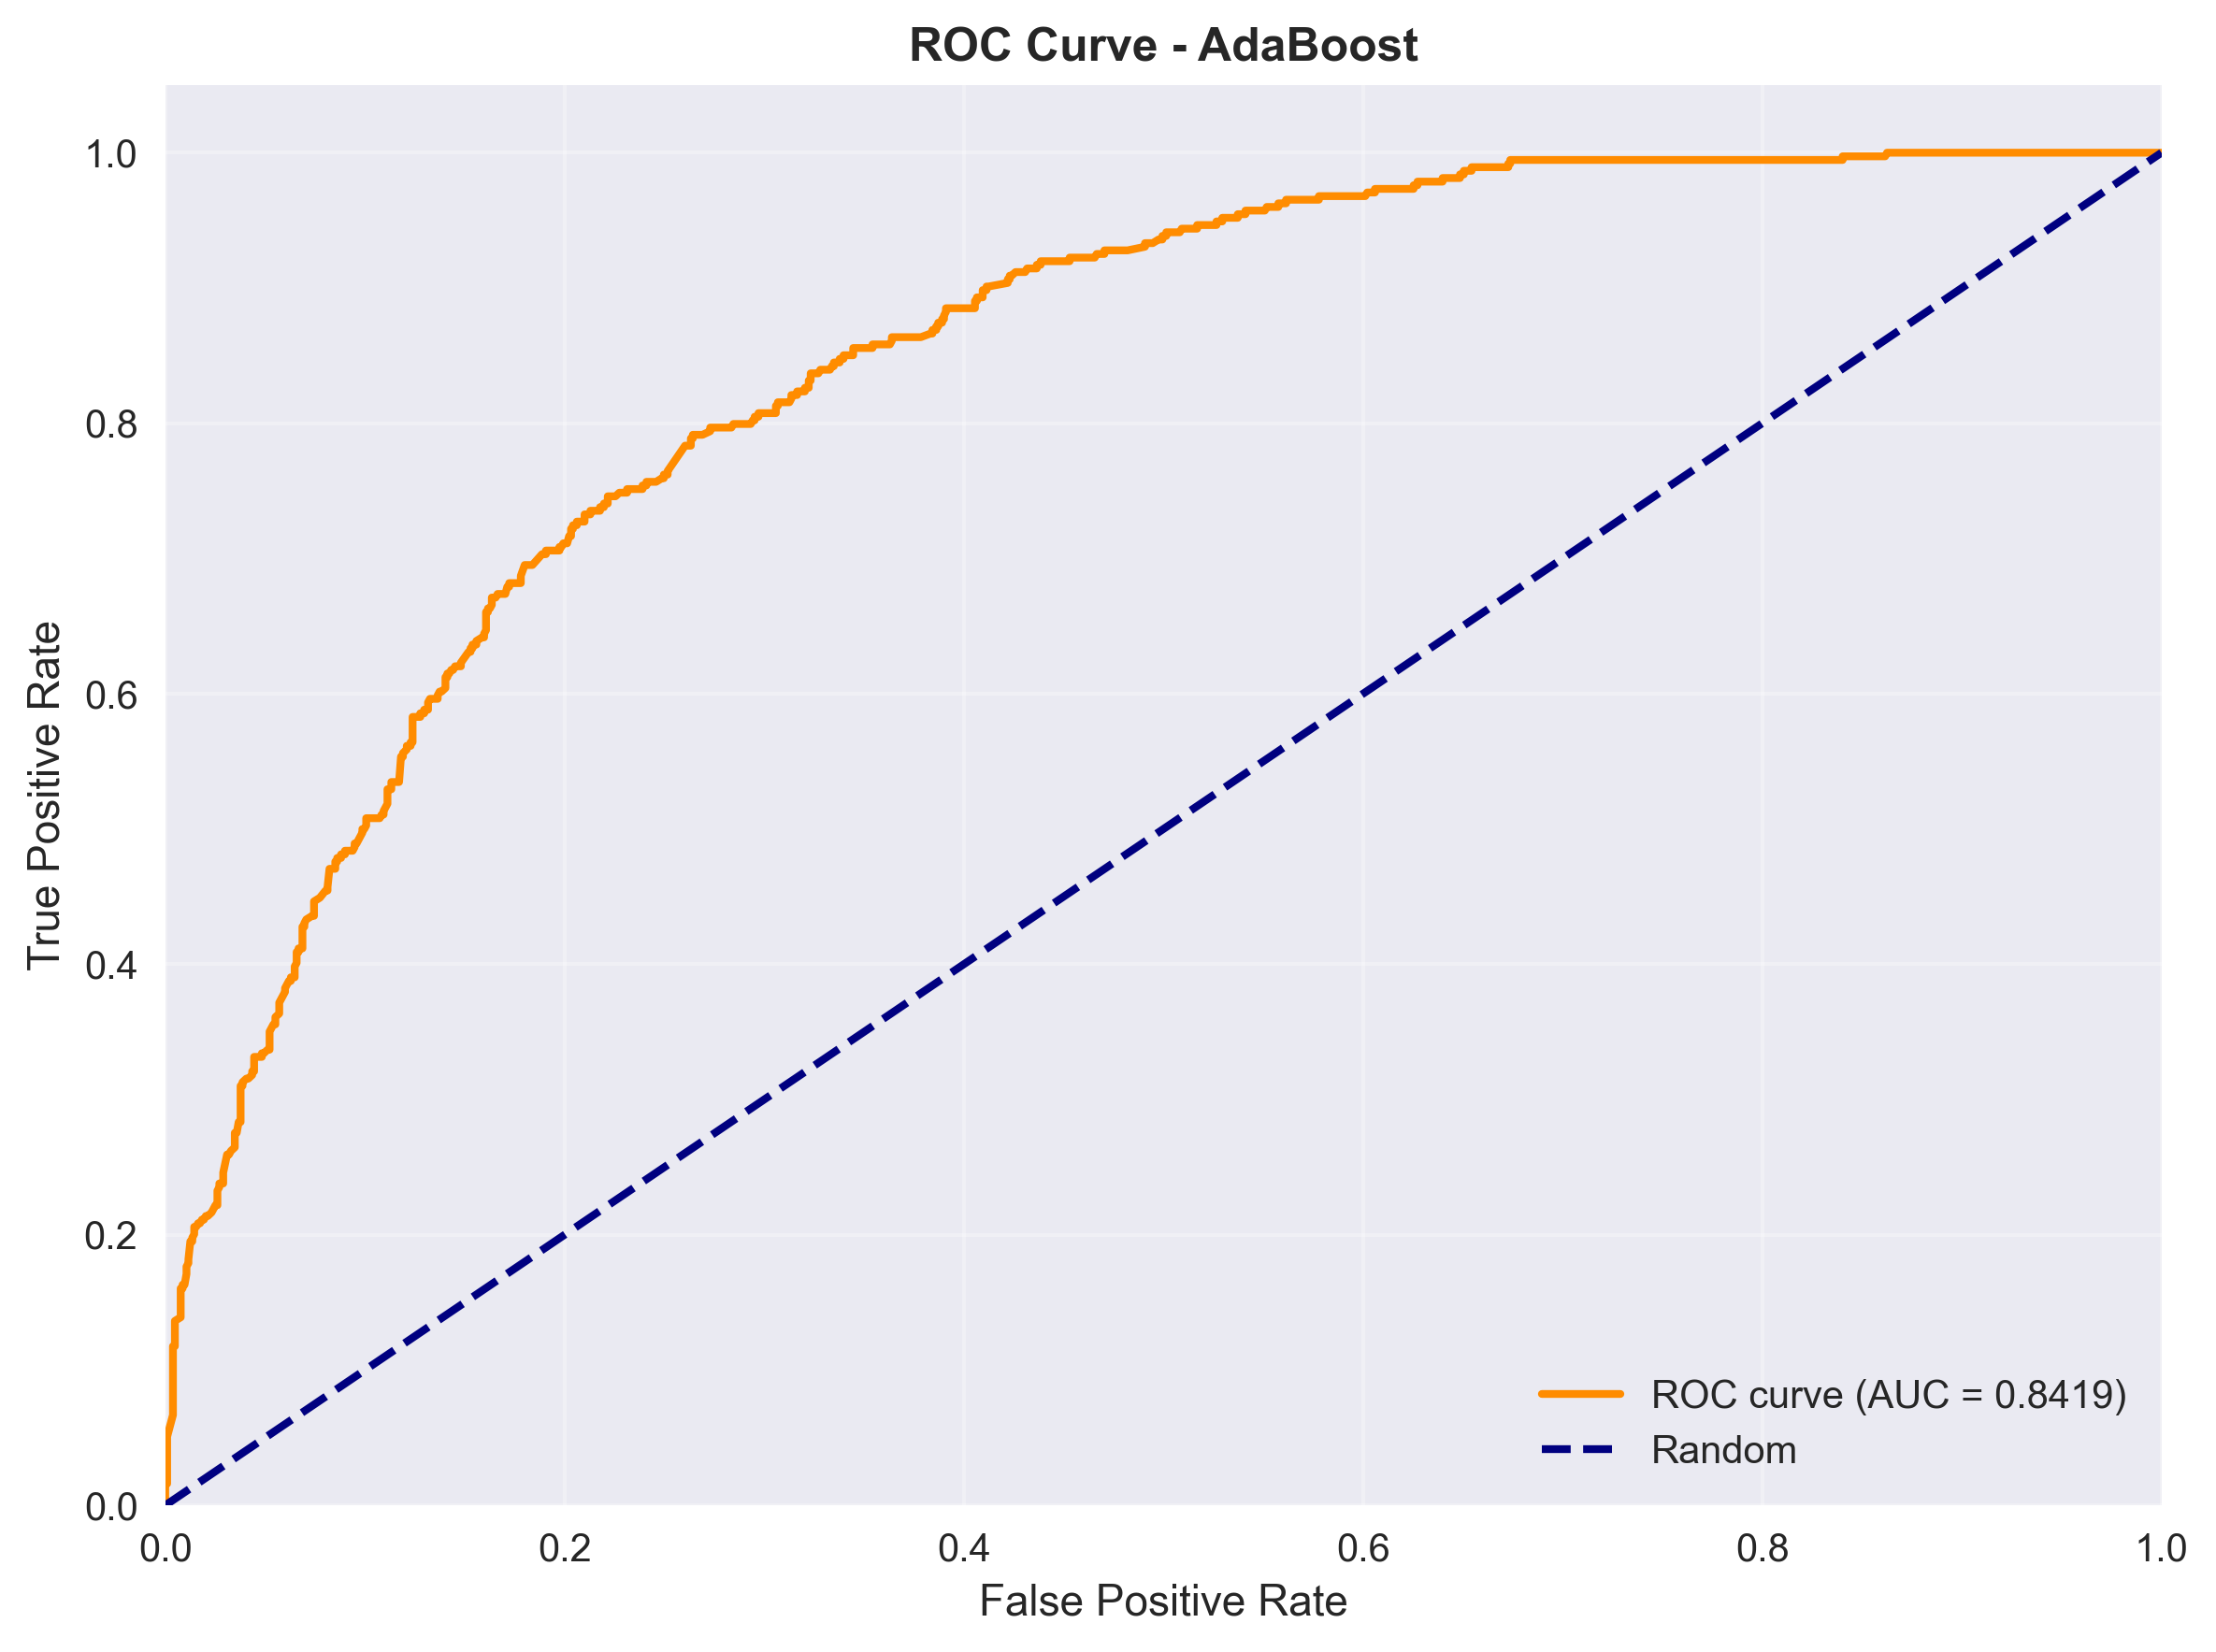 ROC Curve - AdaBoost
1.0
0.8
0.6
0.4
0.2
0.0
True Positive Rate
ROC curve (AUC = 0.8419)
Random
0.0 0.2 0.4 0.6 0.8 1.0
False Positive Rate